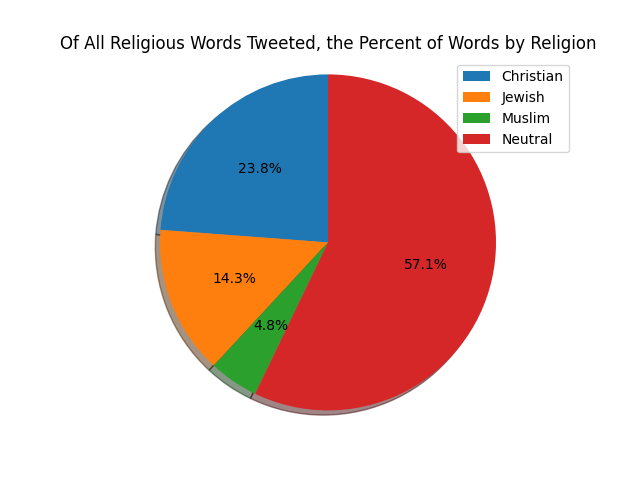 Of All Religious Words Tweeted, the Percent of Words by Religion
Christian
Jewish
Muslim
Neutral
23.8%
14.3%
4.8%
57.1%